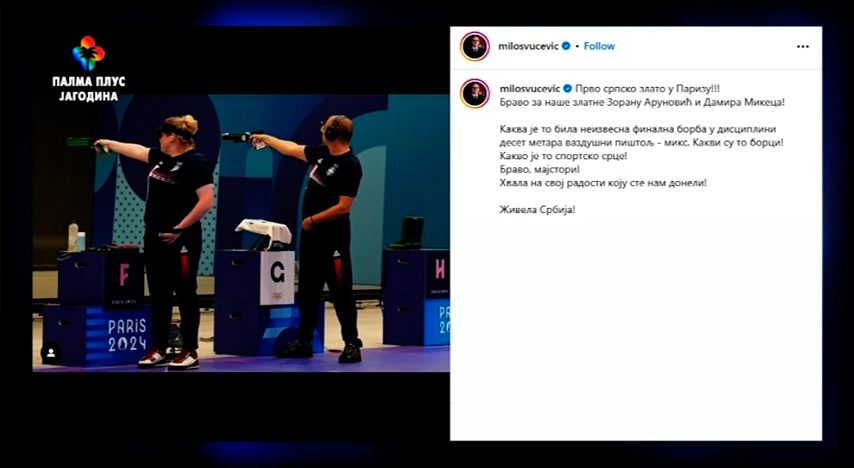 ПАЛМА ПЛУС
ЈАГОДИНА
F
PARIS
2024
G
H
milosvucevic • Follow
milosvucevic Прво српско злато у Паризу!!!
Браво за наше златне Зорану Аруновић и Дамира Микеца!
Каква је то била неизвесна финална борба у дисциплини
десет метара ваздушни пиштољ - микс. Какви су то борци!
Какво је то спортско срце!
Браво, мајстори!
Хвала на свој радости коју сте нам донели!
Живела Србија!